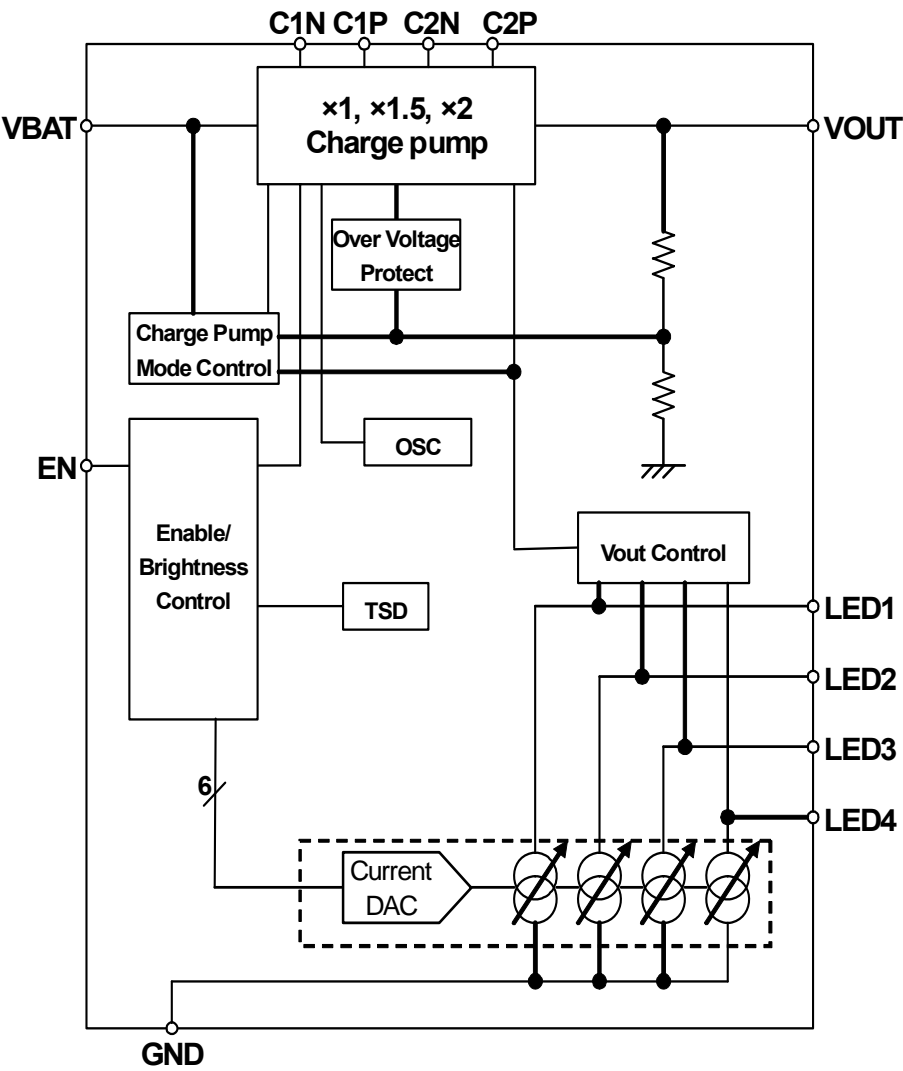 C1N C1P C2N C2P
×1, ×1.5, ×2
Charge pump
VBAT
VOUT
Over Voltage
Protect
Charge Pump
Mode Control
OSC
EN
Enable/
Brightness
Control
Vout Control
TSD
LED1
LED2
LED3
6
LED4
Current
DAC
GND